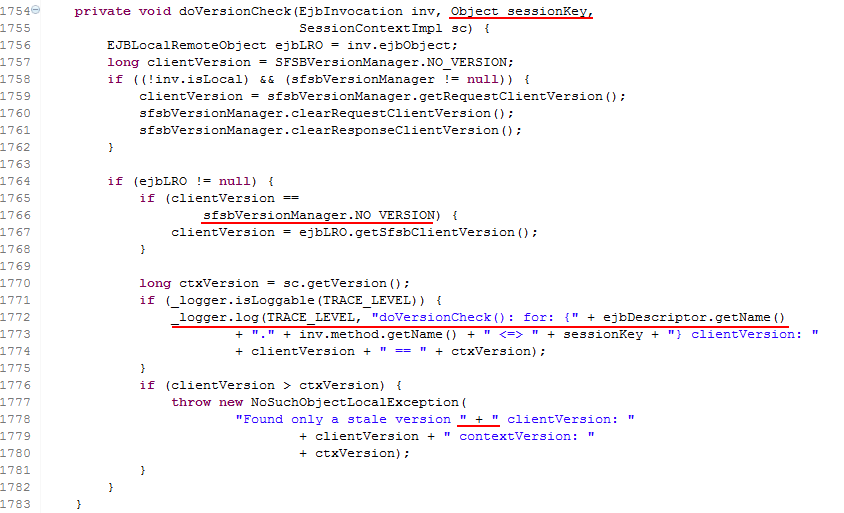 1754 private void doVersionCheck(EjbInvocation inv, Object sessionKey,
1755 SessionContextImpl sc) {
1756 EJBLocalRemoteObject ejbLRO = inv.ejbObject;
1757 long clientVersion = SFSBVersionManager.NO_VERSION;
1758 if ((!inv.isLocal) && (sfsbVersionManager != null)) {
1759 clientVersion = sfsbVersionManager.getRequestClientVersion();
1760 sfsbVersionManager.clearRequestClientVersion();
1761 sfsbVersionManager.clearResponseClientVersion();
1762 }
1763
1764 if (ejbLRO != null) {
1765 if (clientVersion ==
1766 sfsbVersionManager.NO_VERSION) {
1767 clientVersion = ejbLRO.getSfsbClientVersion();
1768 }
1769
1770 long ctxVersion = sc.getVersion();
1771 if (_logger.isLoggable(TRACE_LEVEL)) {
1772 _logger.log(TRACE_LEVEL, "doVersionCheck(): for: {" + ejbDescriptor.getName()
1773 + "." + inv.method.getName() + " <=> " + sessionKey + "} clientVersion: "
1774 + clientVersion + " == " + ctxVersion);
1775 }
1776 if (clientVersion > ctxVersion) {
1777 throw new NoSuchObjectLocalException(
1778 "Found only a stale version " + " clientVersion: "
1779 + clientVersion + " contextVersion: "
1780 + ctxVersion);
1781 }
1782 }
1783 }